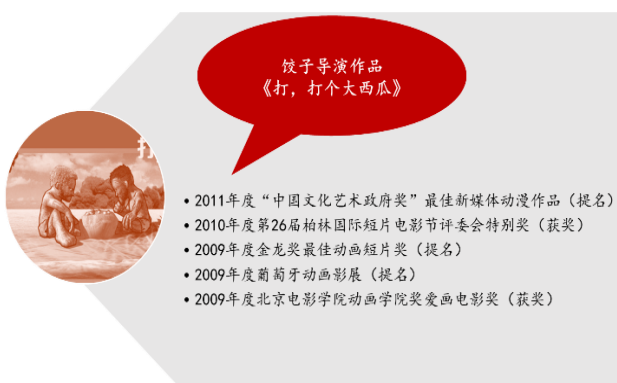 饺子导演作品
《打，打个大西瓜》
• 2011年度“中国文化艺术政府奖”最佳新媒体动漫作品（提名）
• 2010年度第26届柏林国际短片电影节评委会特别奖（获奖）
• 2009年度金龙奖最佳动画短片奖（提名）
• 2009年度葡萄牙动画影展（提名）
• 2009年度北京电影学院动画学院奖爱画电影奖（获奖）